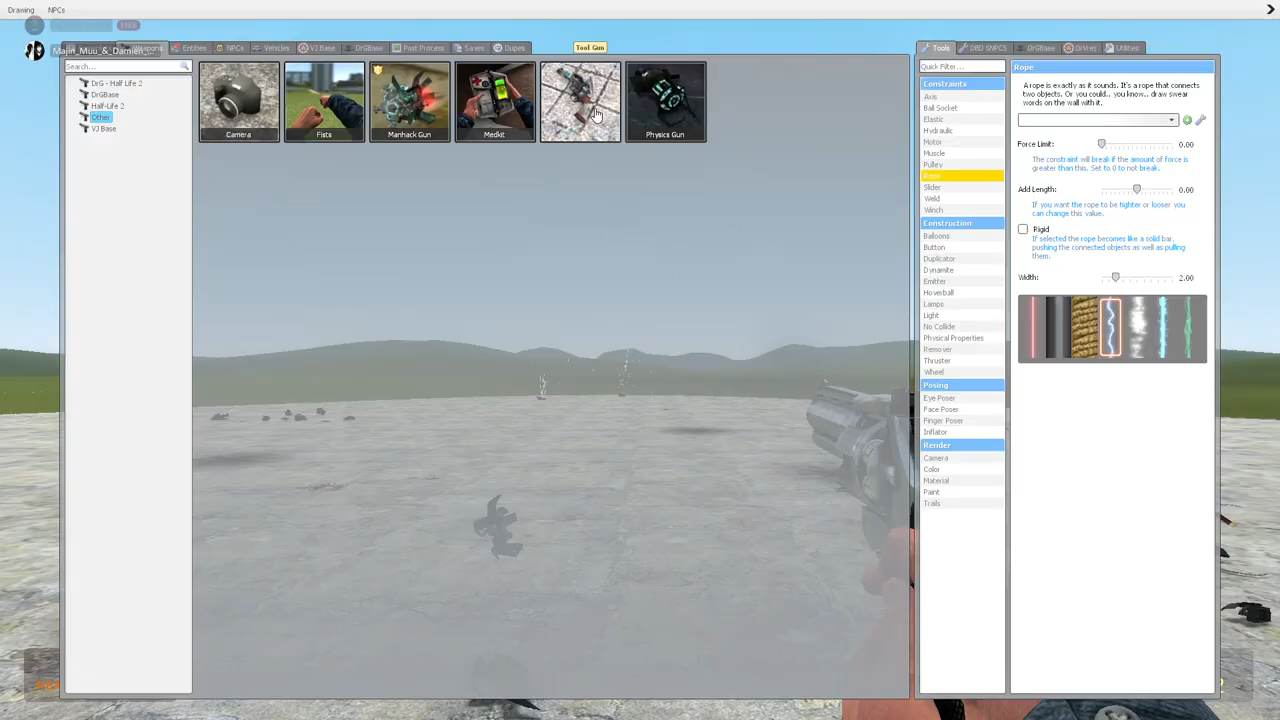 Drawing NPCs
FREE
Majin_Muu_&_Damien_...
Weapons Entities NPCs Vehicles VJ Base DrGBase Post Process Saves Dupes
Tool Gun
Search...
DrG - Half Life 2
DrGBase
Half-Life 2
Other
VJ Base
Camera
Fists
Manhack Gun
Medkit
Physics Gun
Tools DBD SNPCS DrGBase DrVrej Utilities
Quick Filter...
Constraints
Axis
Ball Socket
Elastic
Hydraulic
Motor
Muscle
Pulley
Rope
Slider
Weld
Winch
Construction
Balloons
Button
Duplicator
Dynamite
Emitter
Hoverball
Lamps
Light
No Collide
Physical Properties
Remover
Thruster
Wheel
Posing
Eye Poser
Face Poser
Finger Poser
Inflator
Render
Camera
Color
Material
Paint
Trails
Rope
A rope is exactly as it sounds. It's a rope that connects
two objects. Or you could.. you know.. draw swear
words on the wall with it.
Force Limit: 0.00
The constraint will break if the amount of force is
greater than this. Set to 0 to not break.
Add Length: 0.00
If you want the rope to be tighter or looser you
can change this value.
Rigid
If selected the rope becomes like a solid bar,
pushing the connected objects as well as pulling
them.
Width: 2.00